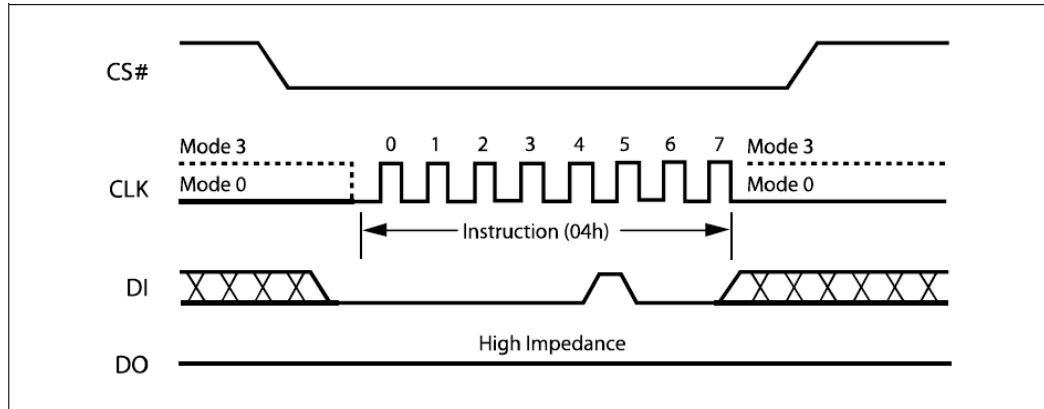 CS#
Mode 3
0 1 2 3 4 5 6 7
Mode 3
CLK
Mode 0
Mode 0
Instruction (04h)
DI
High Impedance
DO